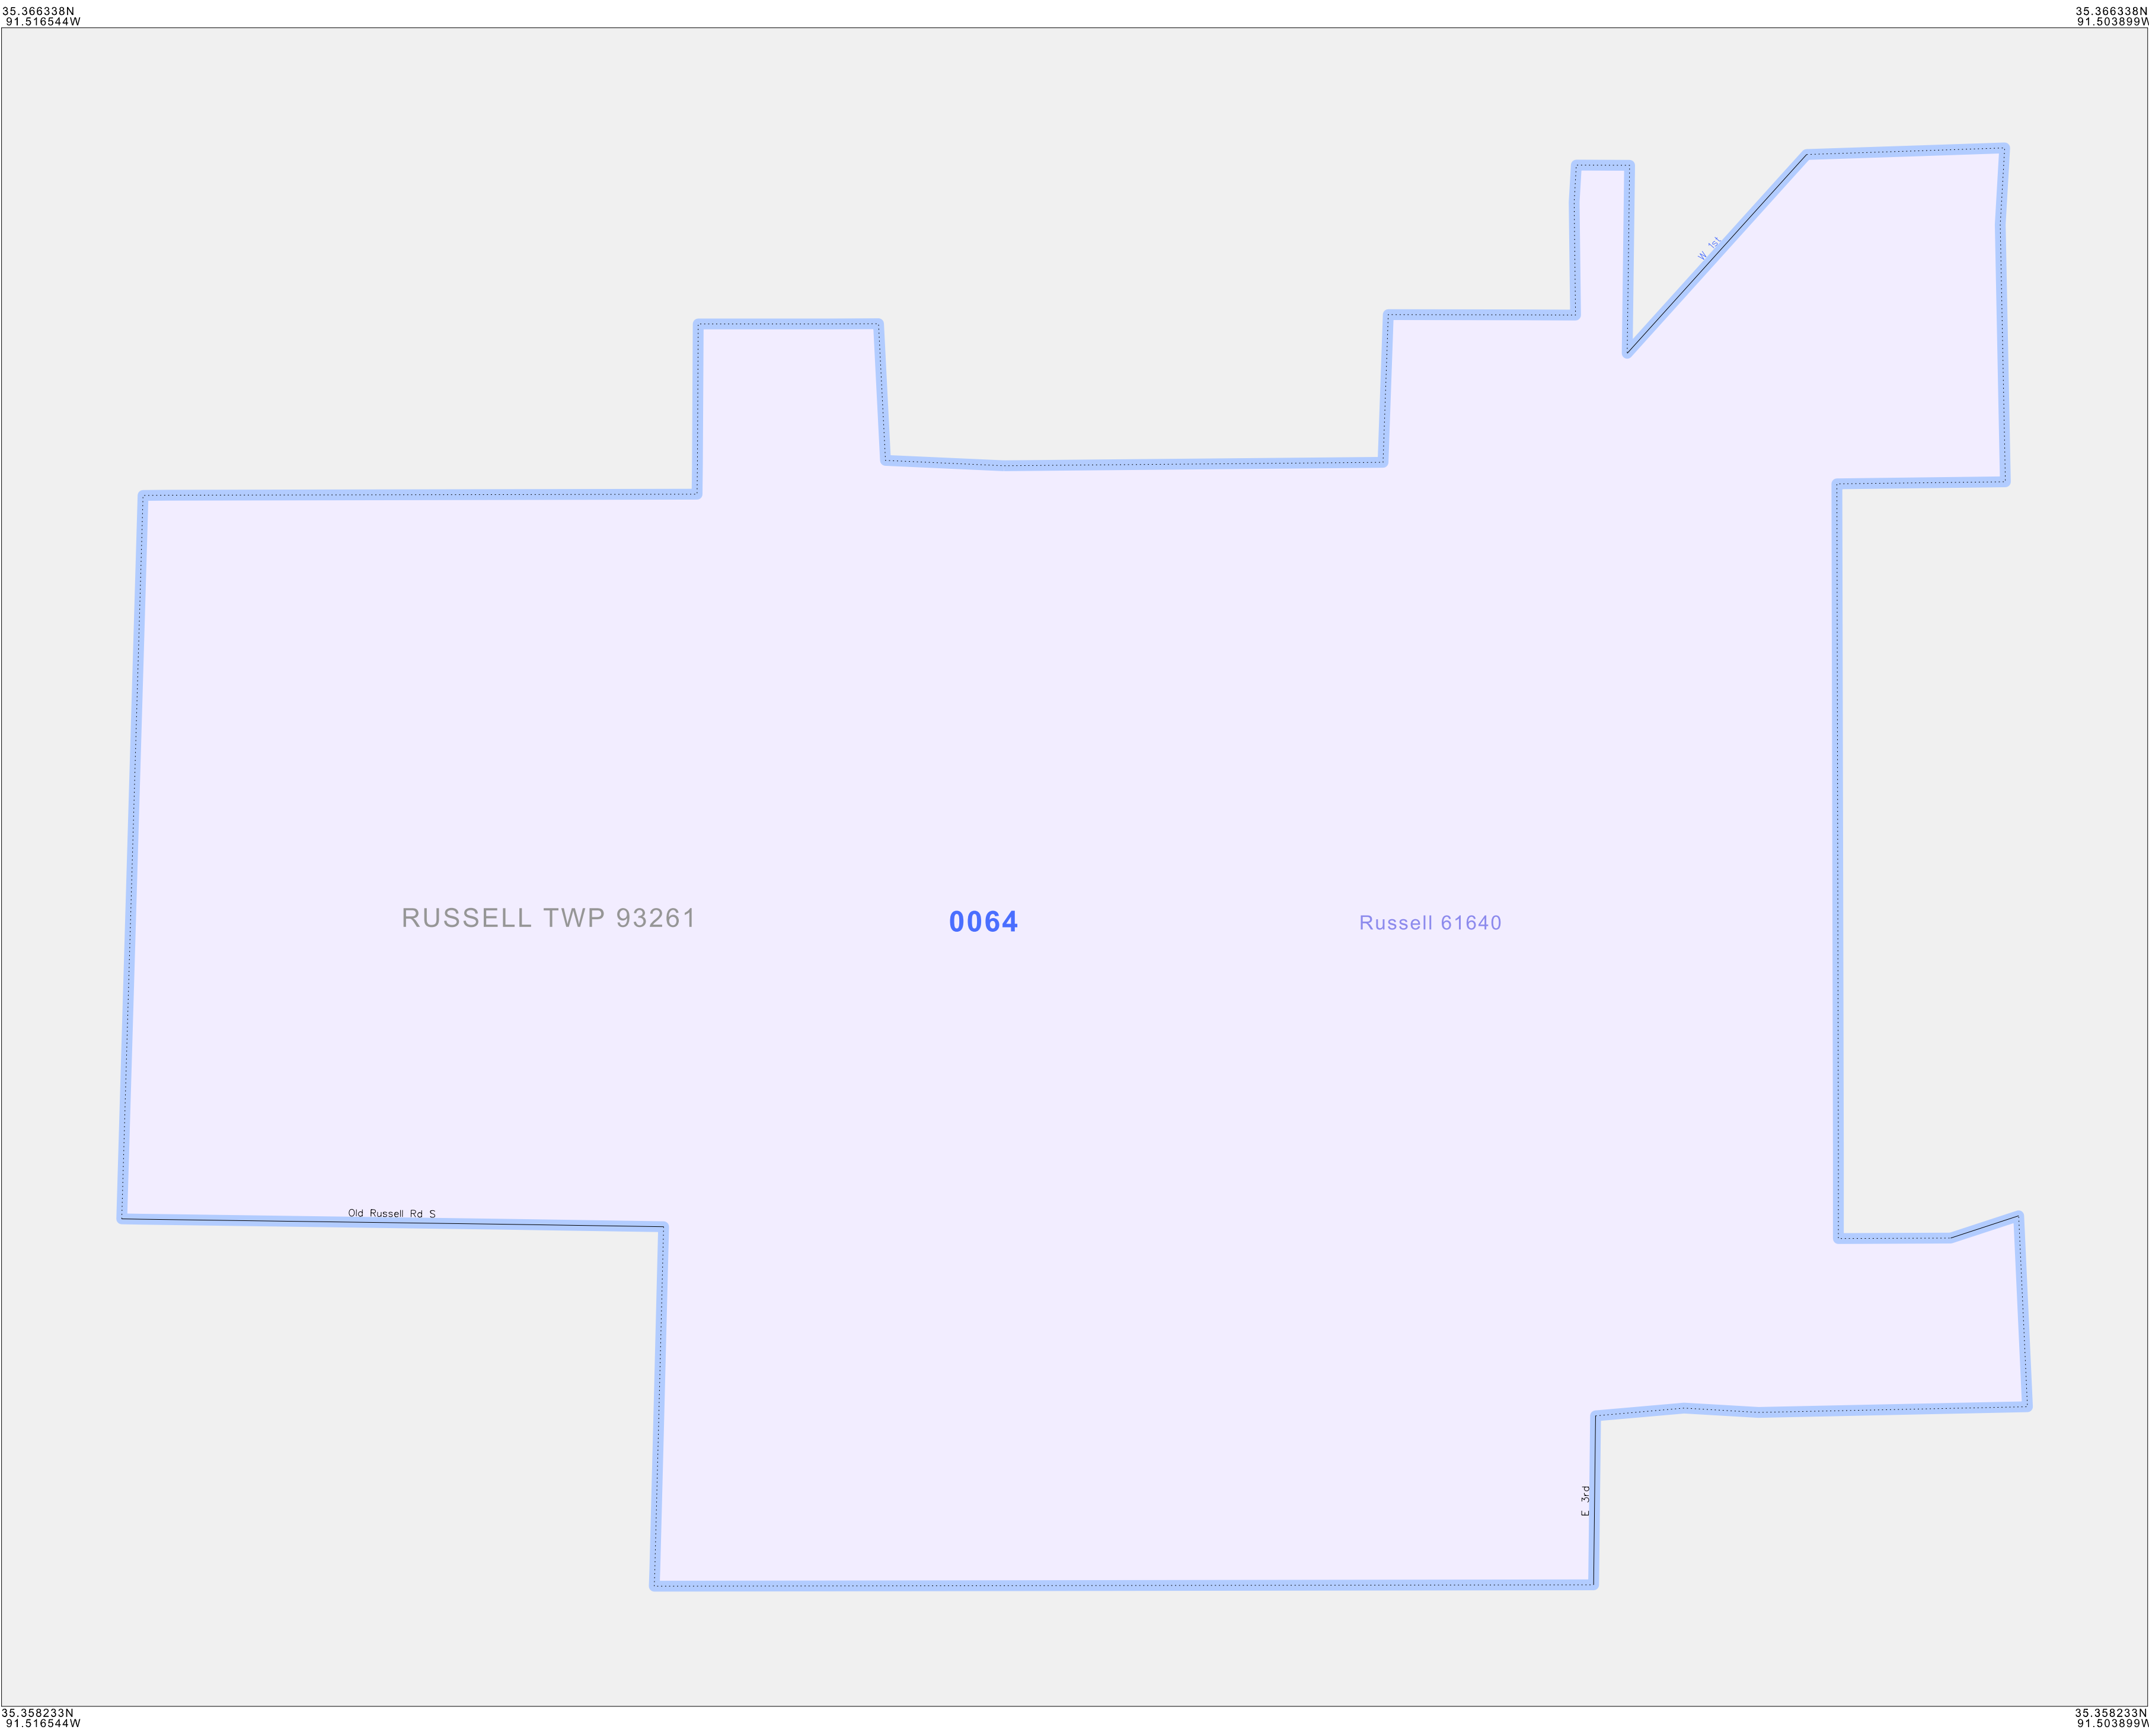 35.366338N
91.516544W
35.366338N
91.503899W
W 1st
RUSSELL TWP 93261
0064
Russell 61640
Old Russell Rd S
E 3rd
35.358233N
91.516544W
35.358233N
91.503899W